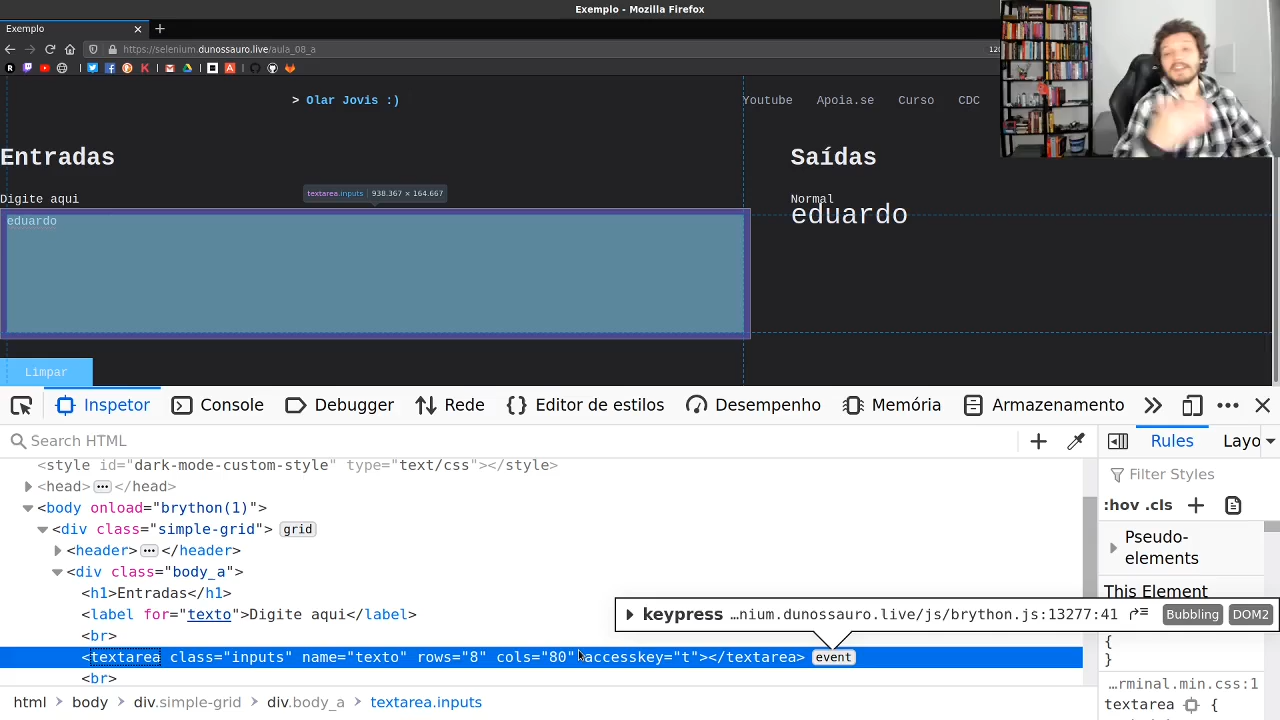 Exemplo - Mozilla Firefox
Exemplo
https://selenium.dunossauro.live/aula_08_a
120
> Olar Jovis :)
Youtube Apoia.se Curso CDC
Entradas
Saídas
textarea.inputs 938.367 × 164.667
Digite aqui
Normal
eduardo
eduardo
Limpar
Inspetor Console Debugger Rede Editor de estilos Desempenho Memória Armazenamento
Search HTML
Rules Layo
<style id="dark-mode-custom-style" type="text/css"></style>
Filter Styles
<head> ••• </head>
<body onload="brython(1)">
:hov .cls
<div class="simple-grid"> grid
<header> ••• </header>
Pseudo-
elements
<div class="body_a">
<h1>Entradas</h1>
This Element
<label for="texto">Digite aqui</label>
keypress …nium.dunossauro.live/js/brython.js:13277:41 Bubbling DOM2
<br>
{
<textarea class="inputs" name="texto" rows="8" cols="80" accesskey="t"></textarea> event
}
<br>
…rminal.min.css:1
html body div.simple-grid div.body_a textarea.inputs
textarea {